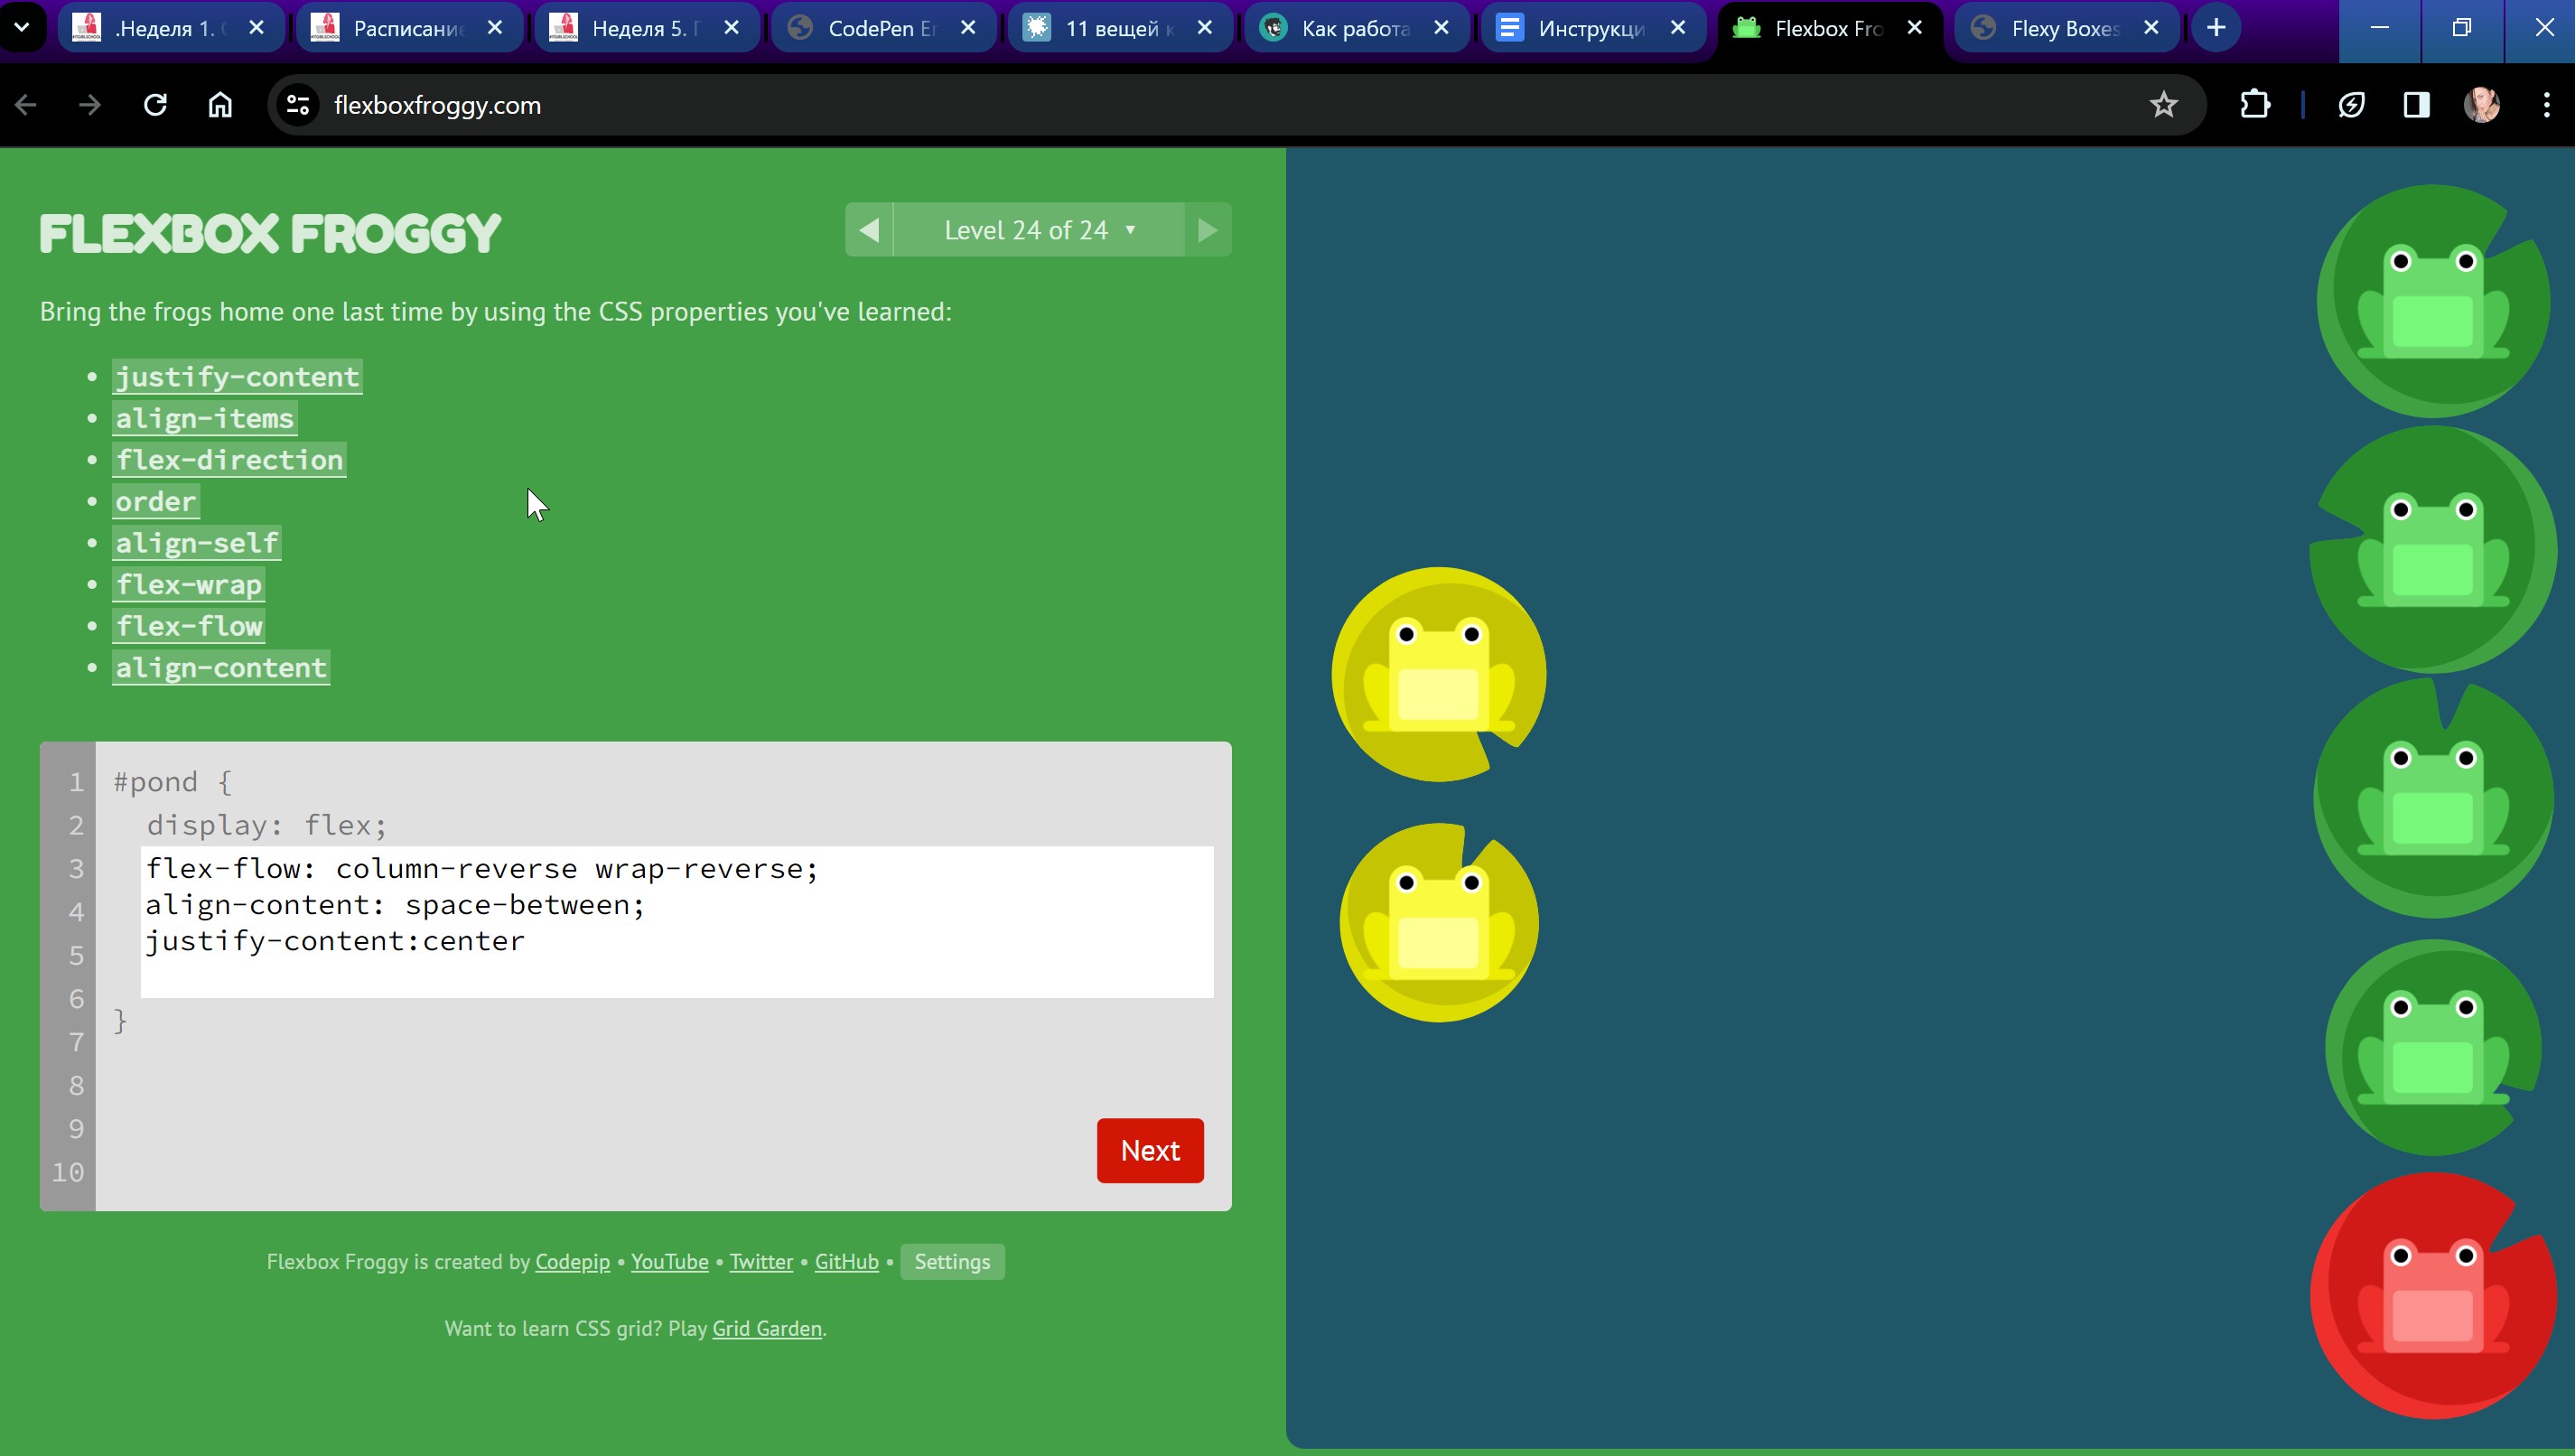 .Неделя 1.
Расписание
Неделя 5.
CodePen
11 вещей
Как работа
Инструкци
Flexbox Fro
Flexy Boxes
flexboxfroggy.com
FLEXBOX FROGGY
Level 24 of 24
Bring the frogs home one last time by using the CSS properties you've learned:
justify-content
align-items
flex-direction
order
align-self
flex-wrap
flex-flow
align-content
1 #pond {
2 display: flex;
3 flex-flow: column-reverse wrap-reverse;
4 align-content: space-between;
5 justify-content:center
6
}
7
8
9
Next
10
Flexbox Froggy is created by Codepip • YouTube • Twitter • GitHub • Settings
Want to learn CSS grid? Play Grid Garden.